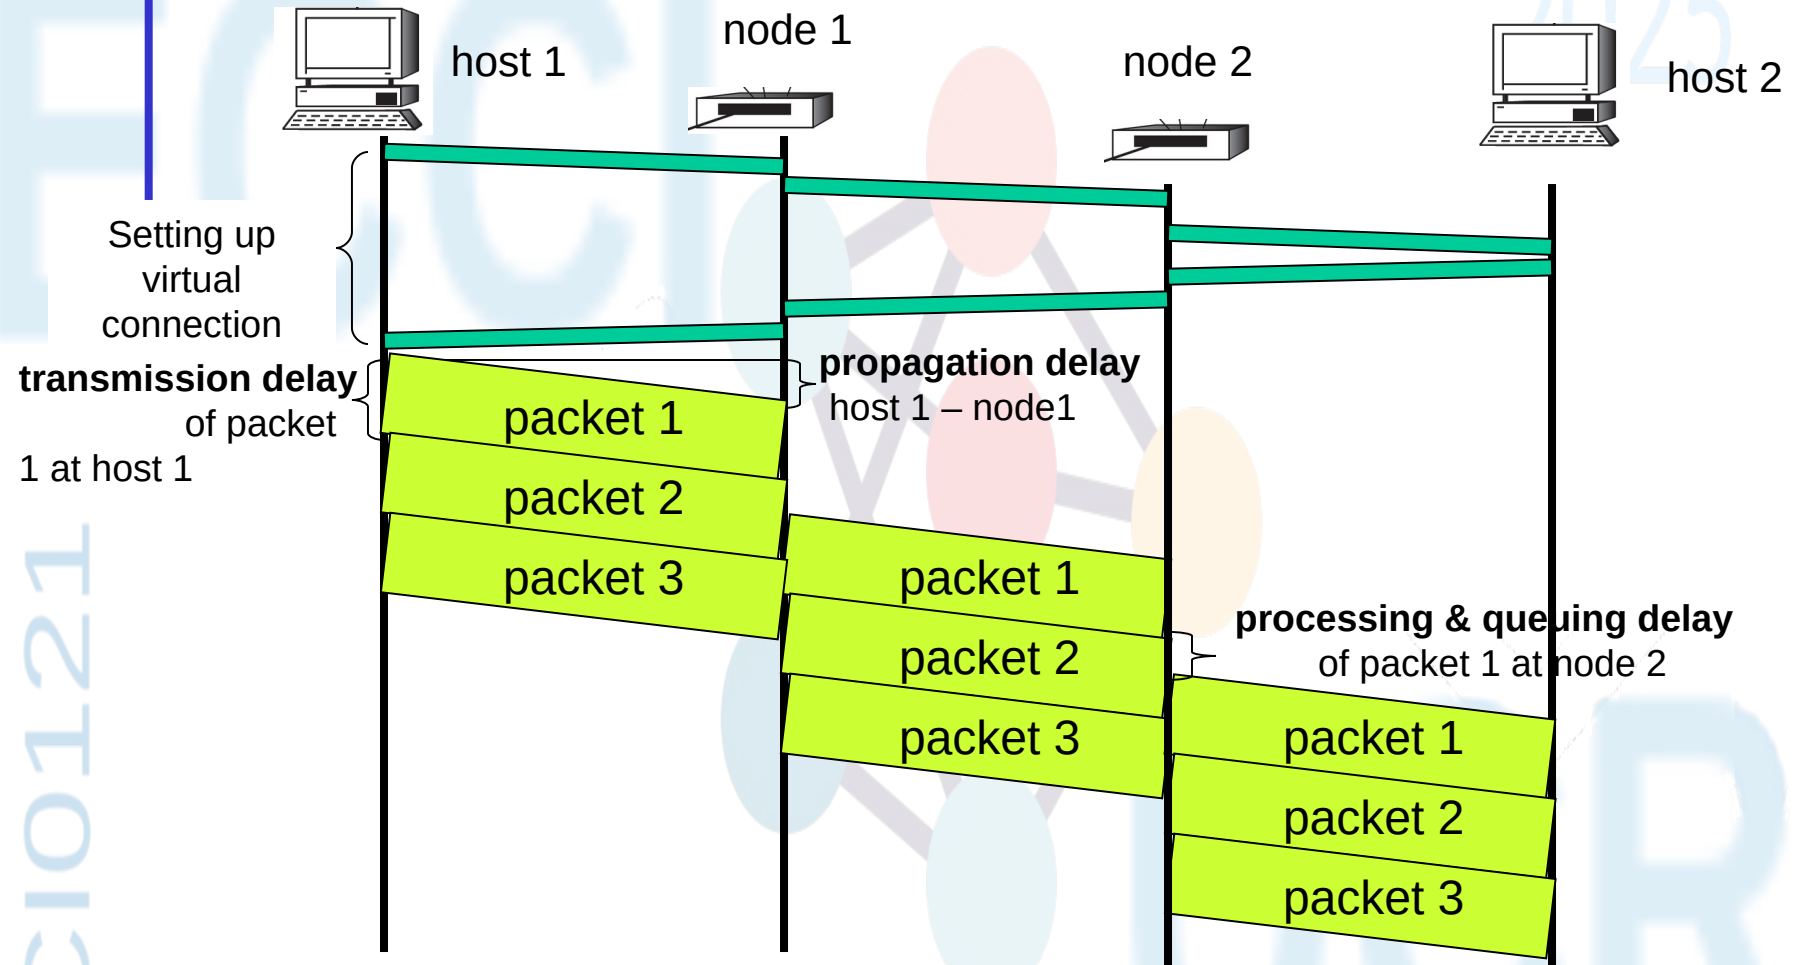 host 1
node 1
node 2
host 2
Setting up
virtual
connection
transmission delay
of packet
1 at host 1
propagation delay
host 1 – node1
packet 1
packet 2
packet 3
packet 1
packet 2
packet 3
processing & queuing delay
of packet 1 at node 2
packet 1
packet 2
packet 3
2025